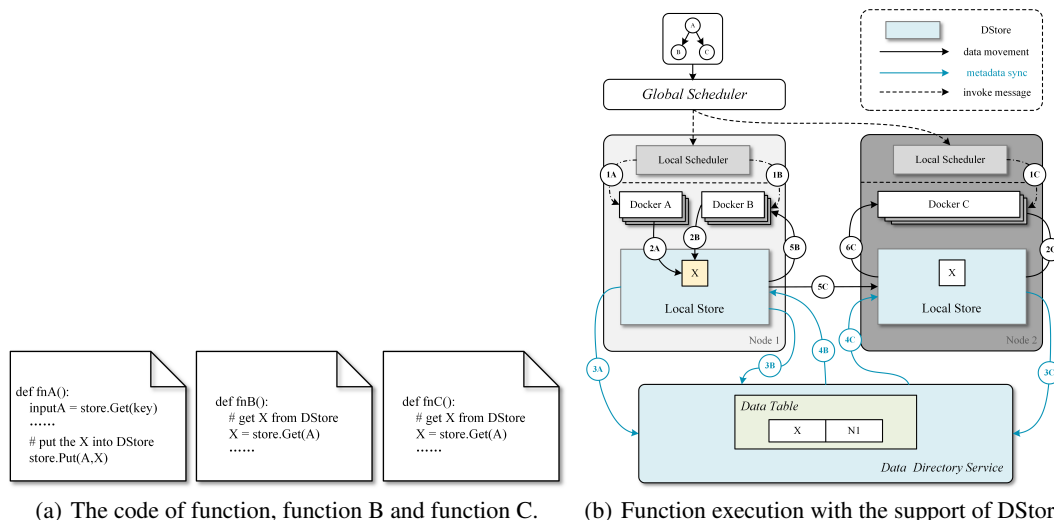 def fnA():
inputA = store.Get(key)
……
# put the X into DStore
store.Put(A,X)
def fnB():
# get X from DStore
X = store.Get(A)
……
def fnC():
# get X from DStore
X = store.Get(A)
……
(a) The code of function, function B and function C.
A
B
C
Global Scheduler
DStore
data movement
metadata sync
invoke message
Local Scheduler
Local Scheduler
1A
1B
1C
Docker A
Docker B
Docker C
2A
2B
5B
6C
X
X
Local Store
5C
Local Store
Node 1
Node 2
3A
3B
4B
4C
3C
Data Table
X
N1
Data Directory Service
(b) Function execution with the support of DStor